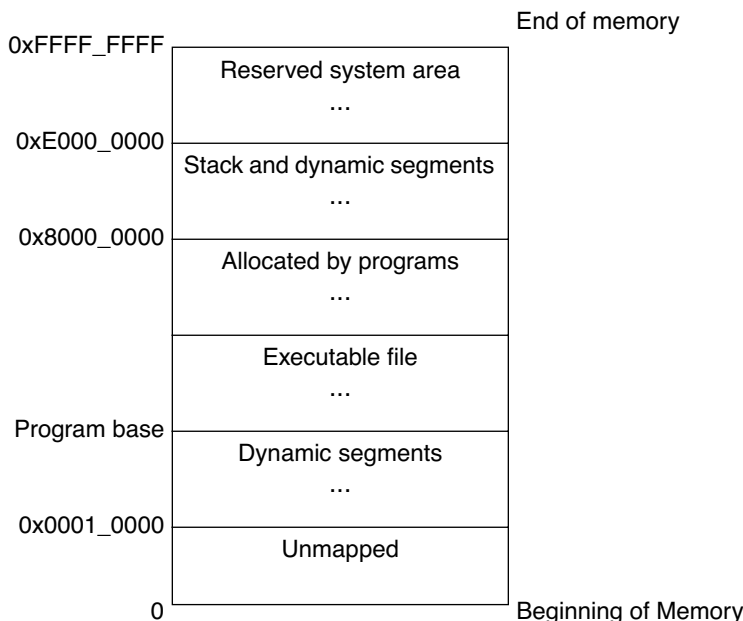 End of memory
0xFFFF_FFFF
Reserved system area
...
0xE000_0000
Stack and dynamic segments
...
0x8000_0000
Allocated by programs
...
Executable file
...
Program base
Dynamic segments
...
0x0001_0000
Unmapped
0
Beginning of Memory